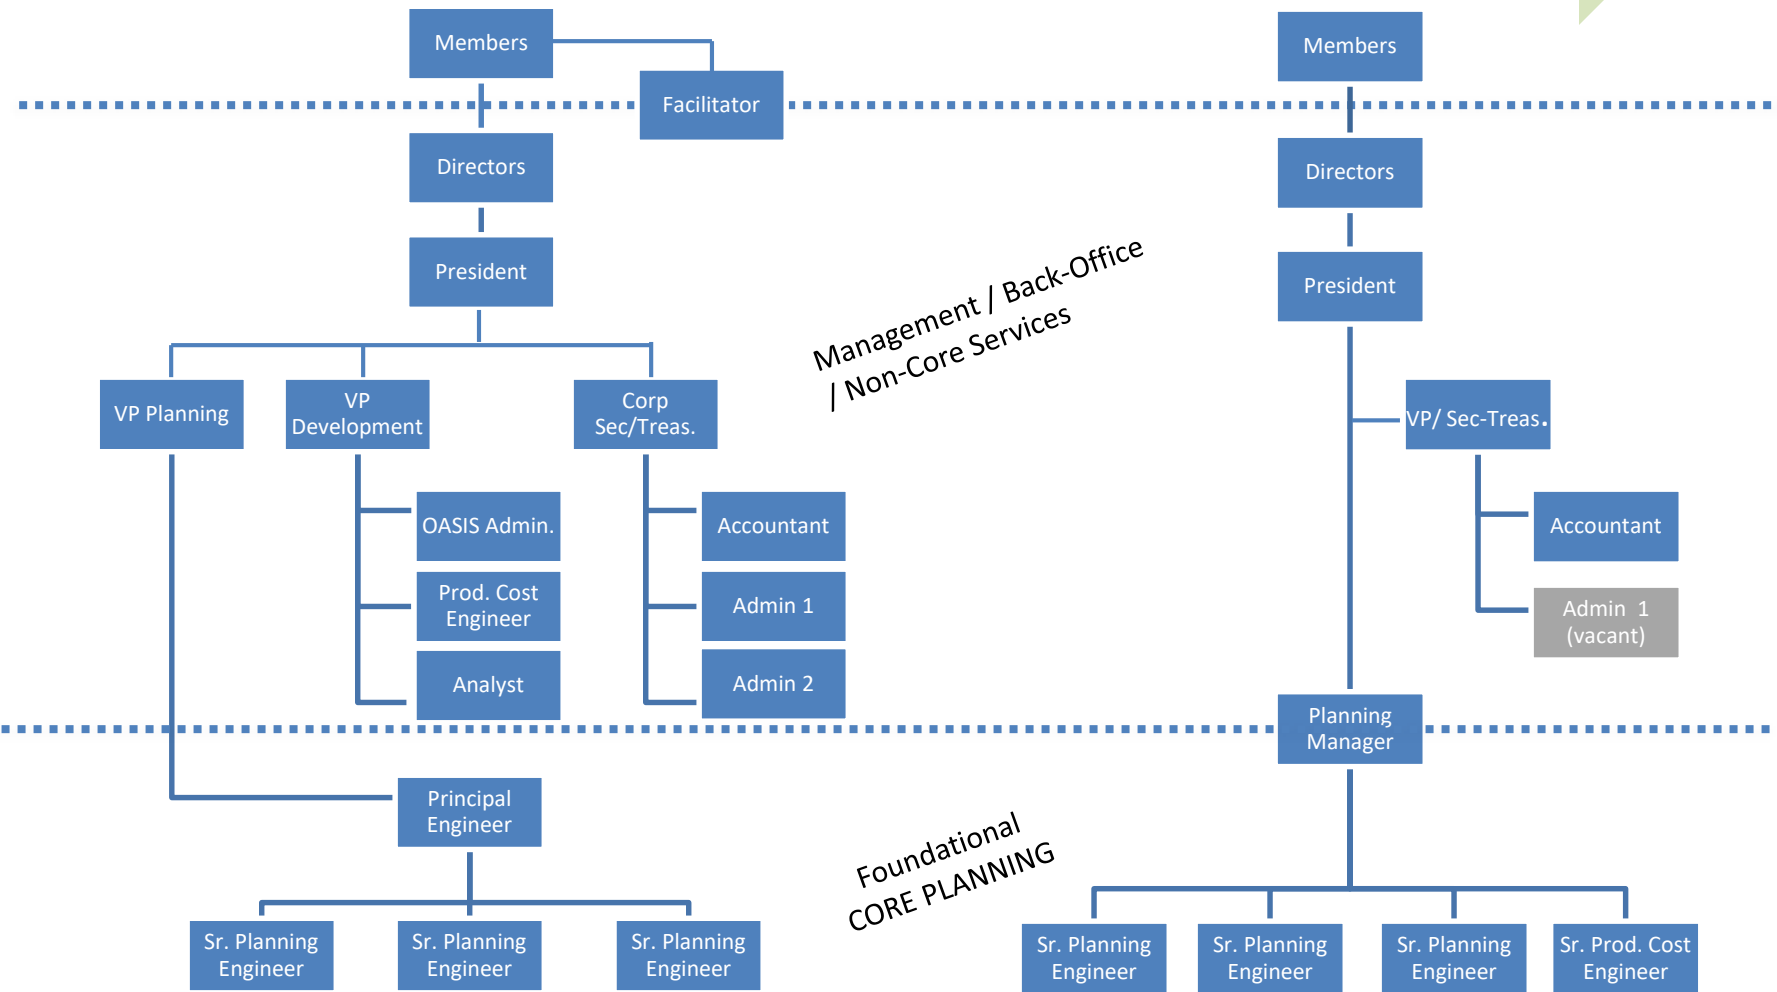 Members
Facilitator
Directors
President
VP Planning
VP
Development
Corp
Sec/Treas.
OASIS Admin.
Prod. Cost
Engineer
Analyst
Accountant
Admin 1
Admin 2
Principal
Engineer
Sr. Planning
Engineer
Sr. Planning
Engineer
Sr. Planning
Engineer
Management / Back-Office
/ Non-Core Services
Foundational
CORE PLANNING
Members
Directors
President
VP/ Sec-Treas.
Accountant
Admin 1
(vacant)
Planning
Manager
Sr. Planning
Engineer
Sr. Planning
Engineer
Sr. Planning
Engineer
Sr. Prod. Cost
Engineer